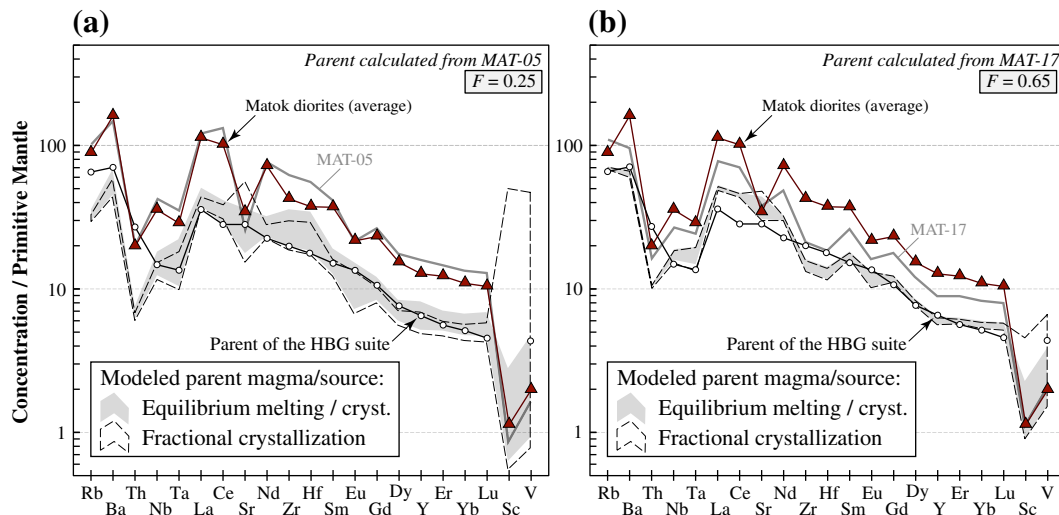 (a)
Parent calculated from MAT-05
F = 0.25
Matok diorites (average)
MAT-05
Parent of the HBG suite
Modeled parent magma/source:
Equilibrium melting / cryst.
Fractional crystallization
Concentration / Primitive Mantle
100
10
1
Rb Ba Th Nb Ta La Ce Sr Nd Zr Hf Sm Eu Gd Dy Y Er Yb Lu Sc V
(b)
Parent calculated from MAT-17
F = 0.65
Matok diorites (average)
MAT-17
Parent of the HBG suite
Modeled parent magma/source:
Equilibrium melting / cryst.
Fractional crystallization
100
10
1
Rb Ba Th Nb Ta La Ce Sr Nd Zr Hf Sm Eu Gd Dy Y Er Yb Lu Sc V